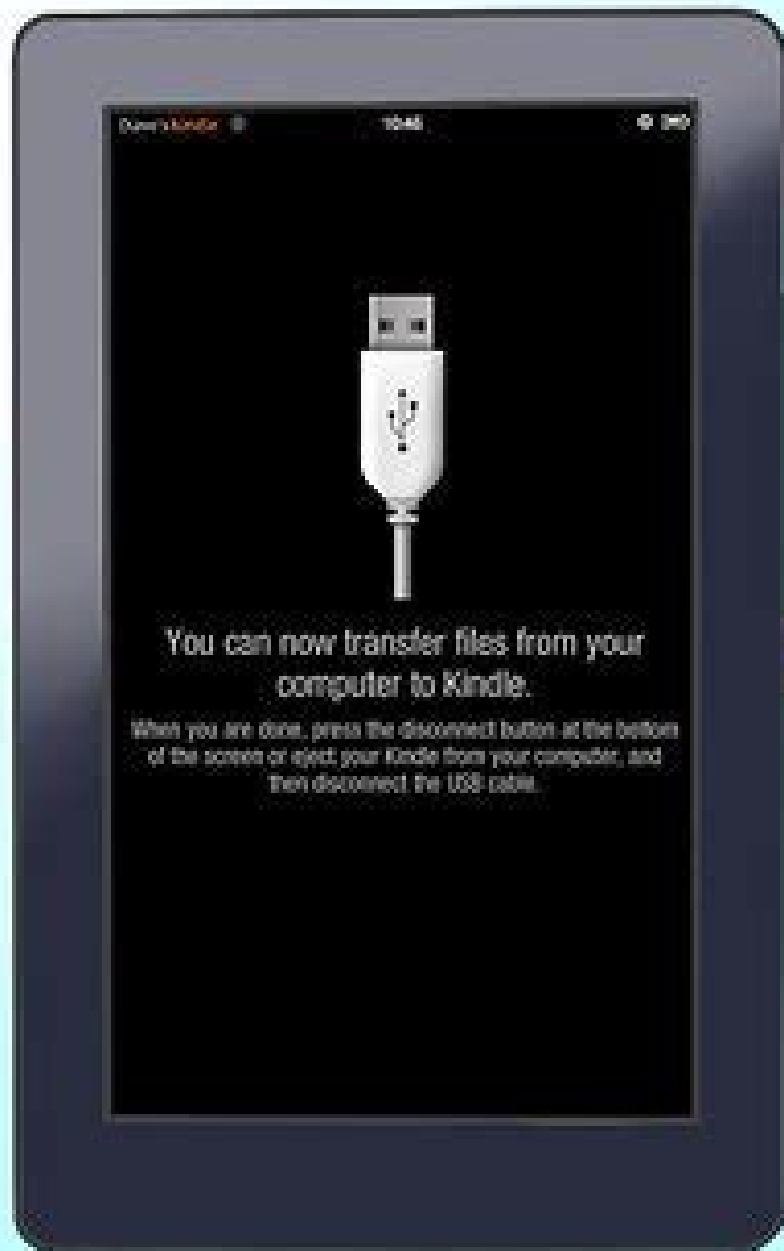 Dave's Kindle
10:46
You can now transfer files from your
computer to Kindle.
When you are done, press the disconnect button at the bottom
of the screen or eject your Kindle from your computer, and
then disconnect the USB cable.